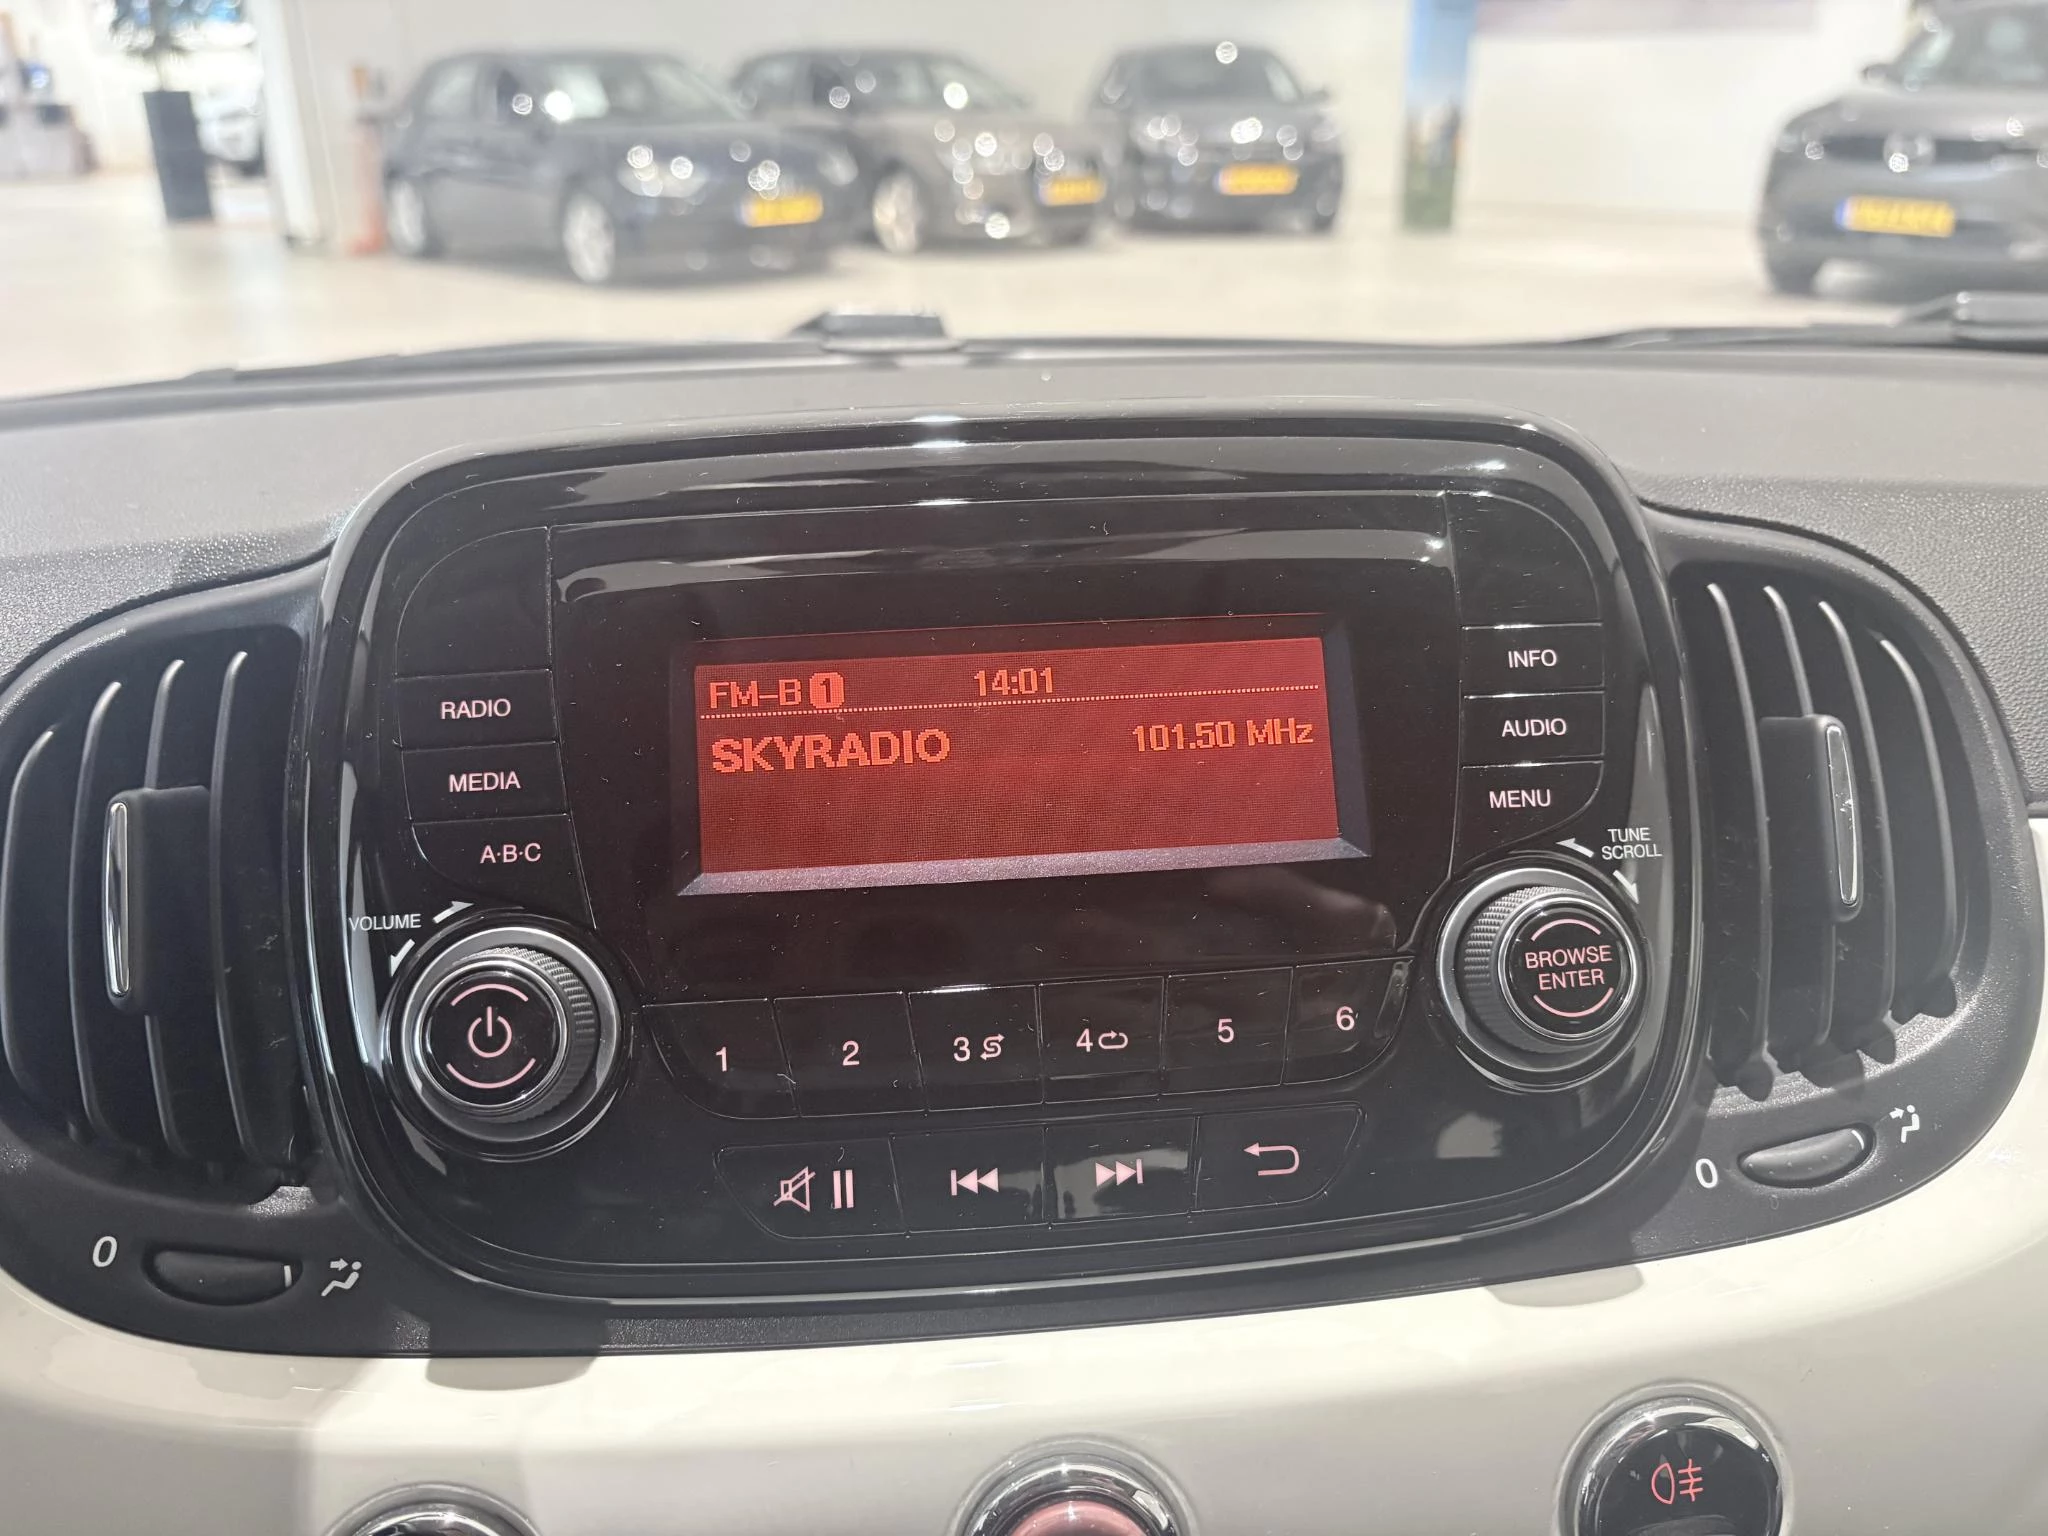 FM-B 1 14:01
SKYRADIO 101.50 MHz
RADIO
MEDIA
A·B·C
INFO
AUDIO
MENU
VOLUME
TUNE
SCROLL
BROWSE
ENTER
1 2 3 4 5 6
0
0